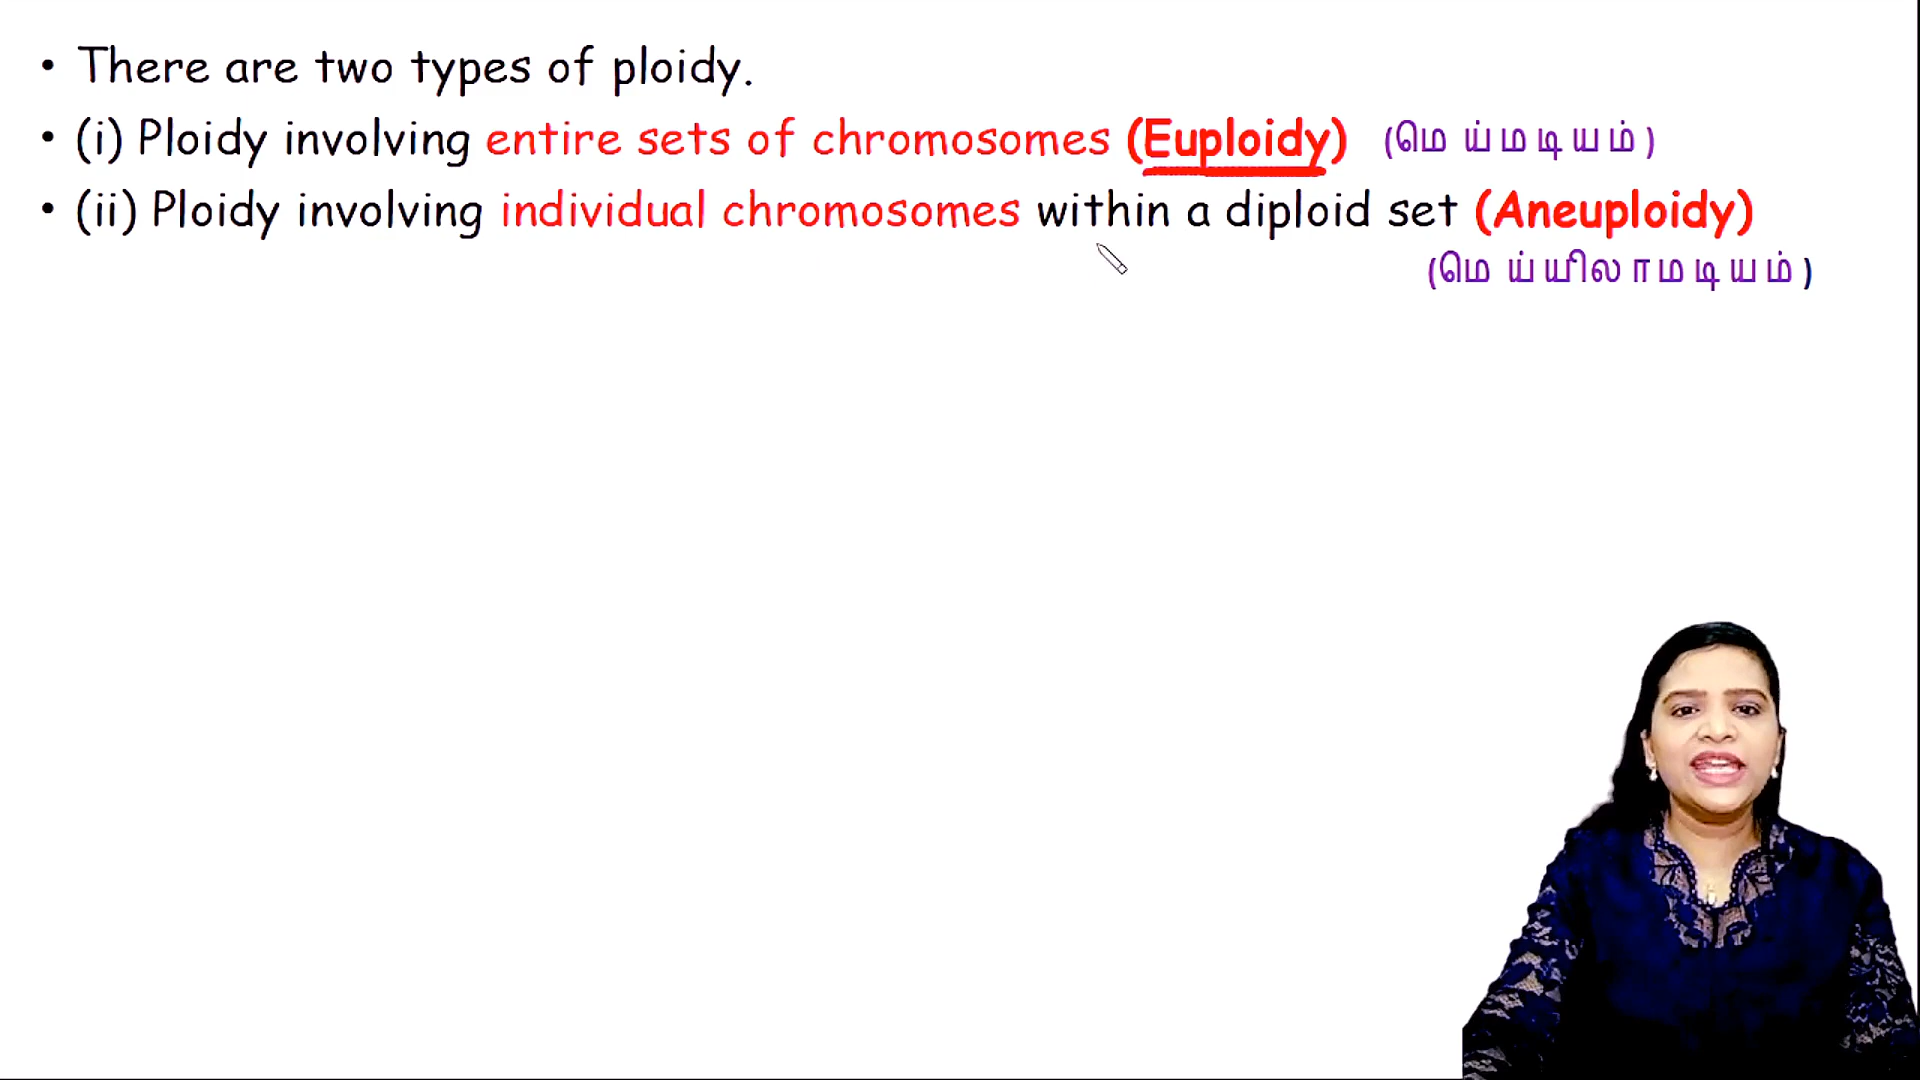 • There are two types of ploidy.
• (i) Ploidy involving entire sets of chromosomes (Euploidy) (மெய்மடியம்)
• (ii) Ploidy involving individual chromosomes within a diploid set (Aneuploidy)
(மெய்யிலாமடியம்)